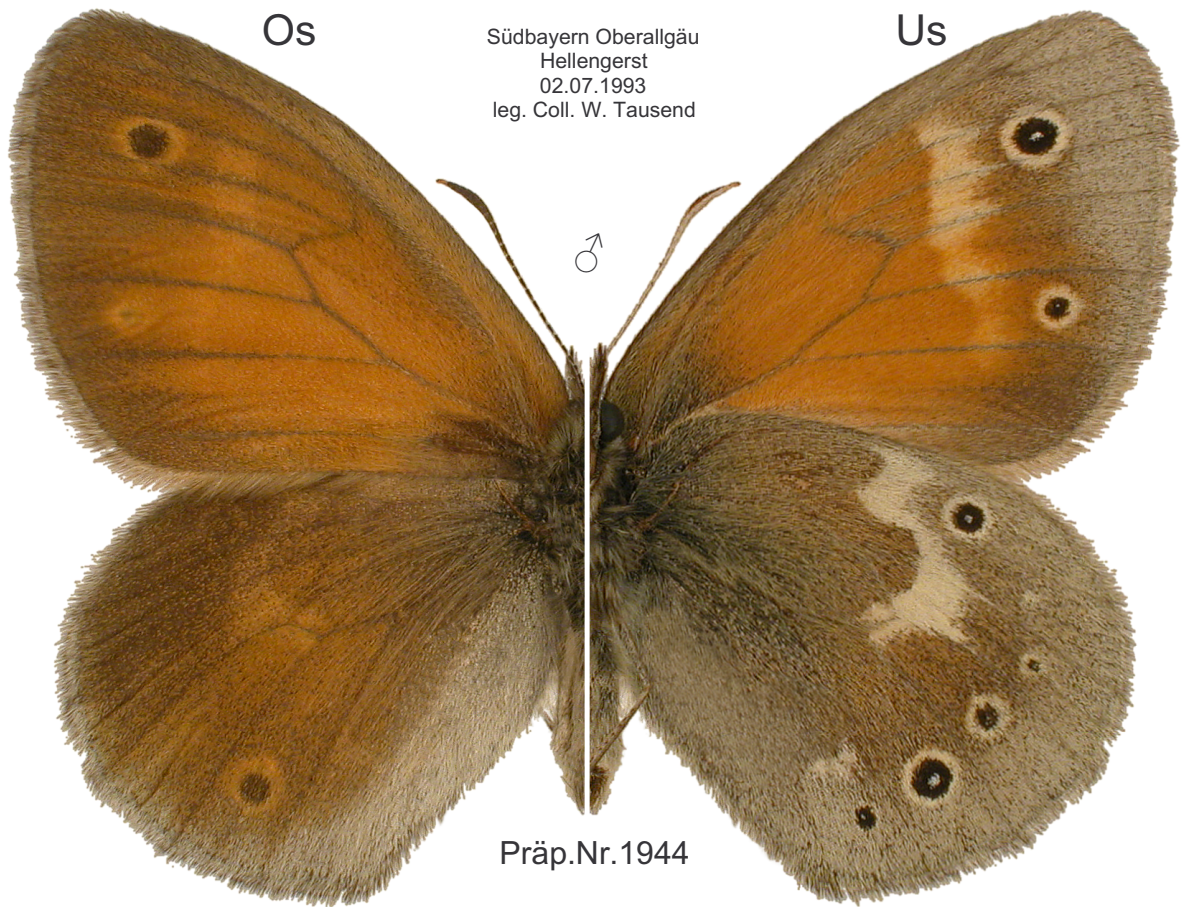 Os
Südbayern Oberallgäu
Hellengerst
02.07.1993
leg. Coll. W. Tausend
Us
♂
Präp.Nr.1944